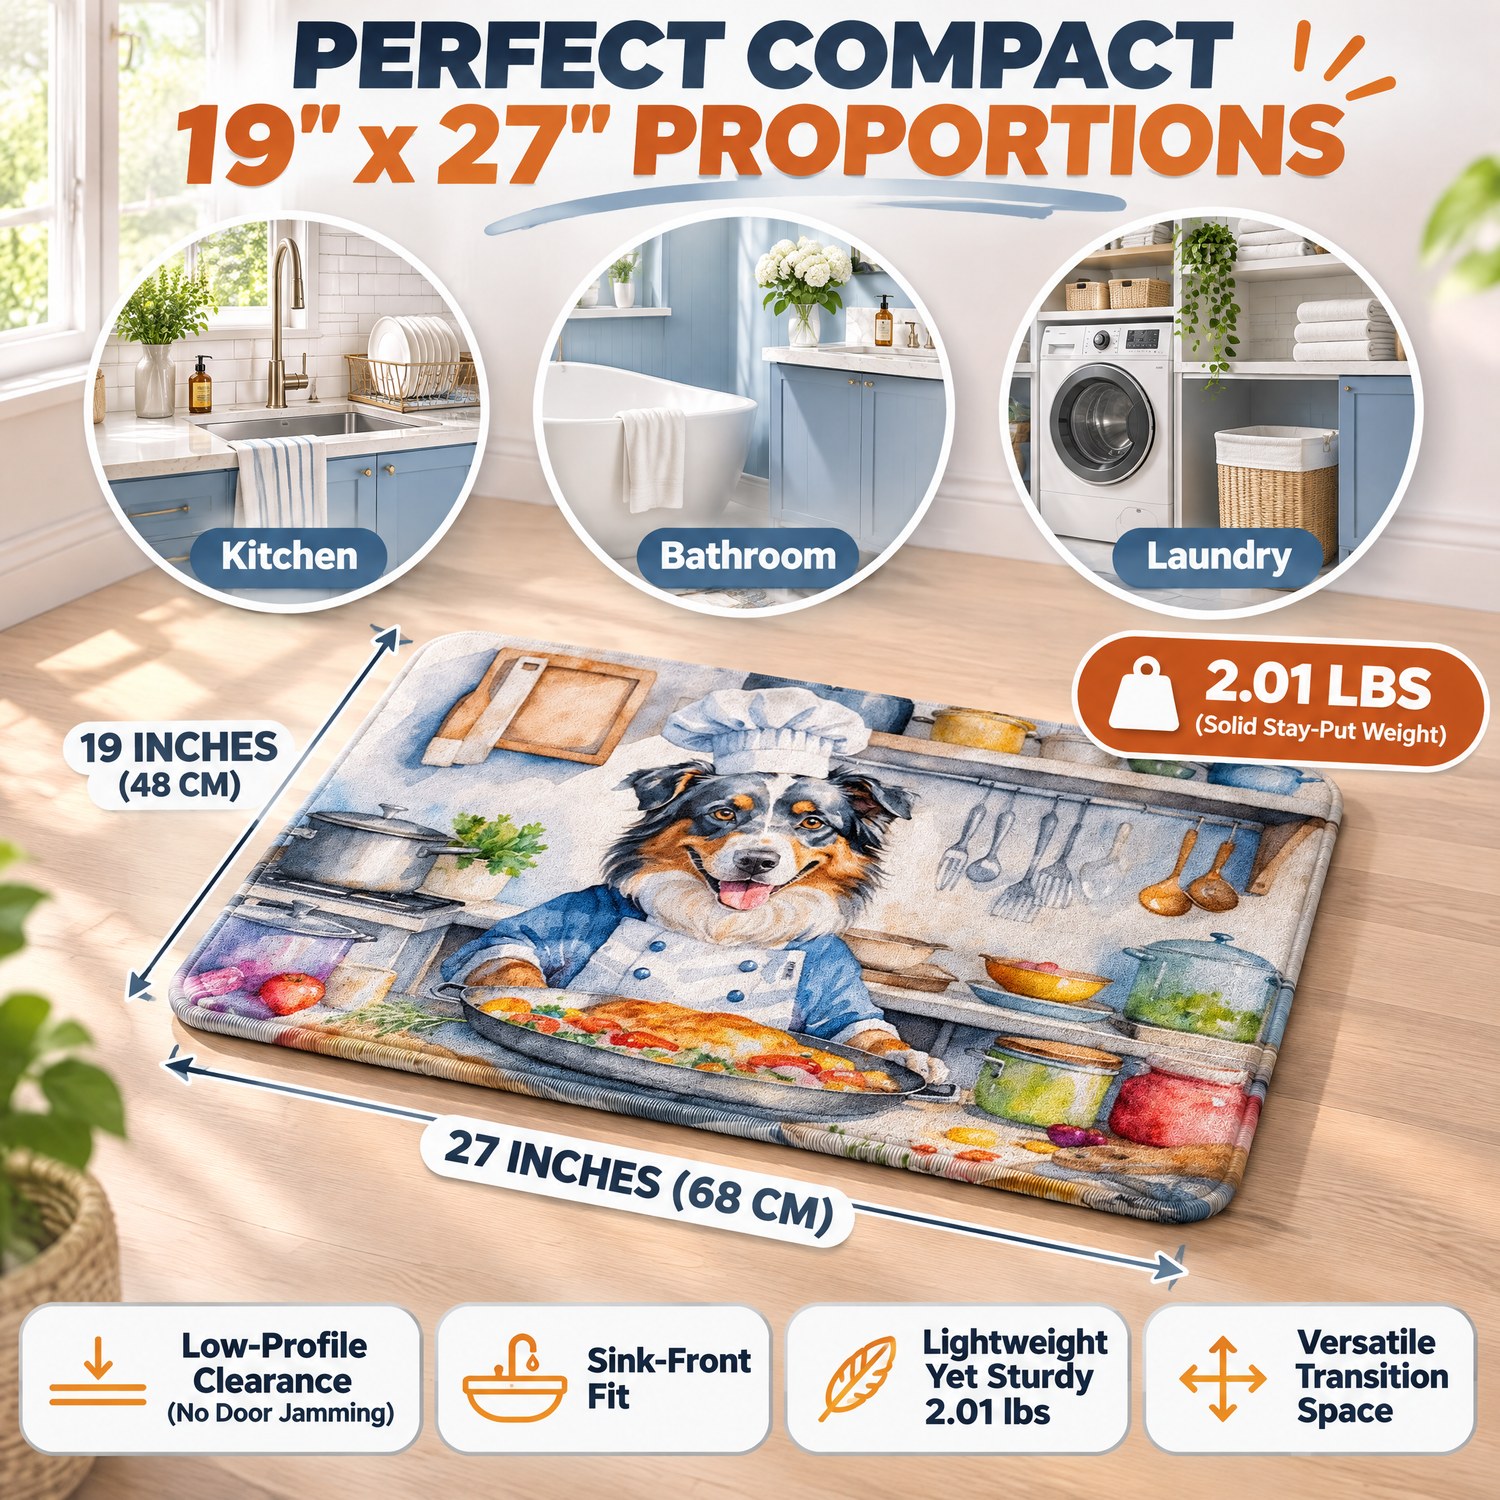 PERFECT COMPACT
19" x 27" PROPORTIONS
Kitchen
Bathroom
Laundry
2.01 LBS
(Solid Stay-Put Weight)
19 INCHES
(48 CM)
27 INCHES (68 CM)
Low-Profile
Clearance
(No Door Jamming)
Sink-Front
Fit
Lightweight
Yet Sturdy
2.01 lbs
Versatile
Transition
Space